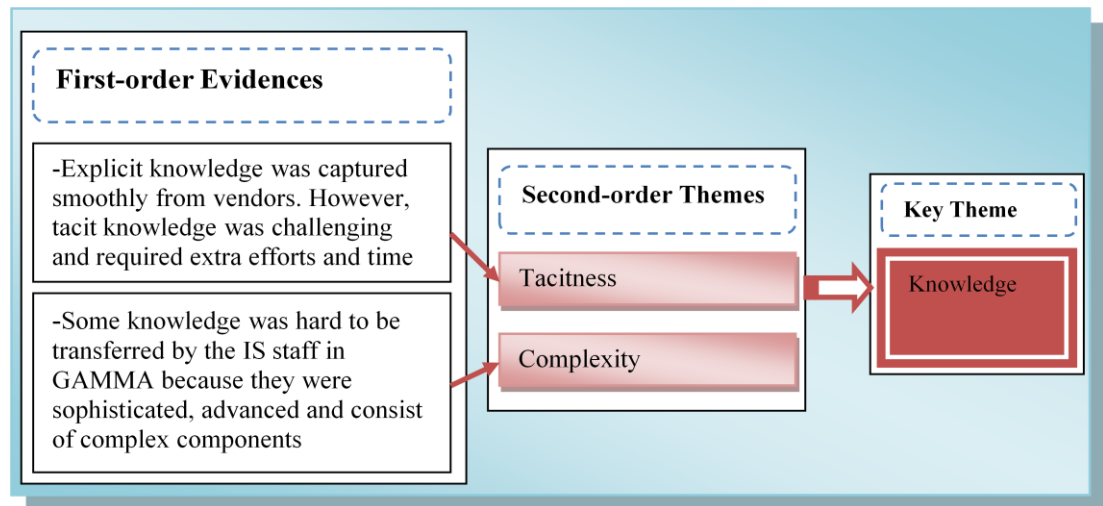 First-order Evidences
-Explicit knowledge was captured
smoothly from vendors. However,
tacit knowledge was challenging
and required extra efforts and time
-Some knowledge was hard to be
transferred by the IS staff in
GAMMA because they were
sophisticated, advanced and consist
of complex components
Second-order Themes
Tacitness
Complexity
Key Theme
Knowledge